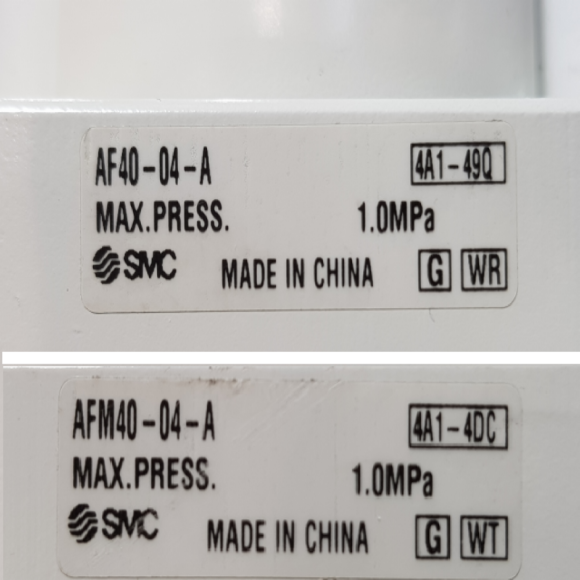 AF40-04-A 4A1-49Q
MAX.PRESS. 1.0MPa
SMC MADE IN CHINA G WR
AFM40-04-A 4A1-4DC
MAX.PRESS. 1.0MPa
SMC MADE IN CHINA G WT